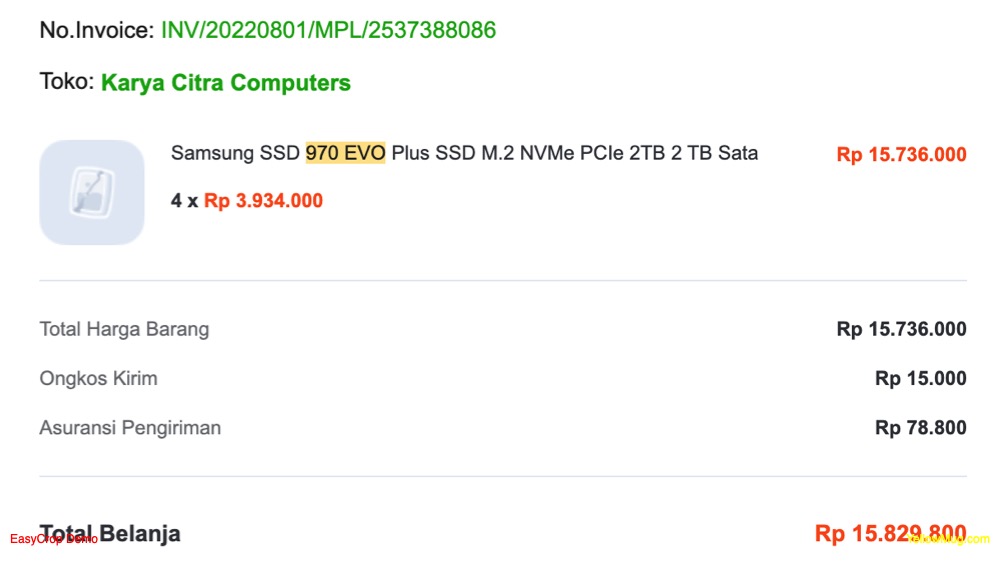 No.Invoice: INV/20220801/MPL/2537388086
Toko: Karya Citra Computers
Samsung SSD 970 EVO Plus SSD M.2 NVMe PCIe 2TB 2 TB Sata
Rp 15.736.000
4 x Rp 3.934.000
Total Harga Barang Rp 15.736.000
Ongkos Kirim Rp 15.000
Asuransi Pengiriman Rp 78.800
Total Belanja Rp 15.829.800
EasyCrop Demo